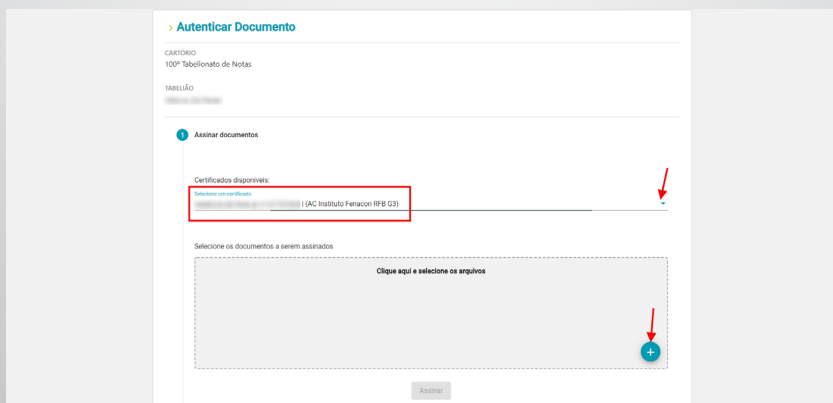 > Autenticar Documento
CARTÓRIO
100º Tabelionato de Notas
TABELIÃO
1 Assinar documentos
Certificados disponíveis:
Selecione um certificado
| (AC Instituto Fenacon RFB G3)
Selecione os documentos a serem assinados
Clique aqui e selecione os arquivos
+
Assinar